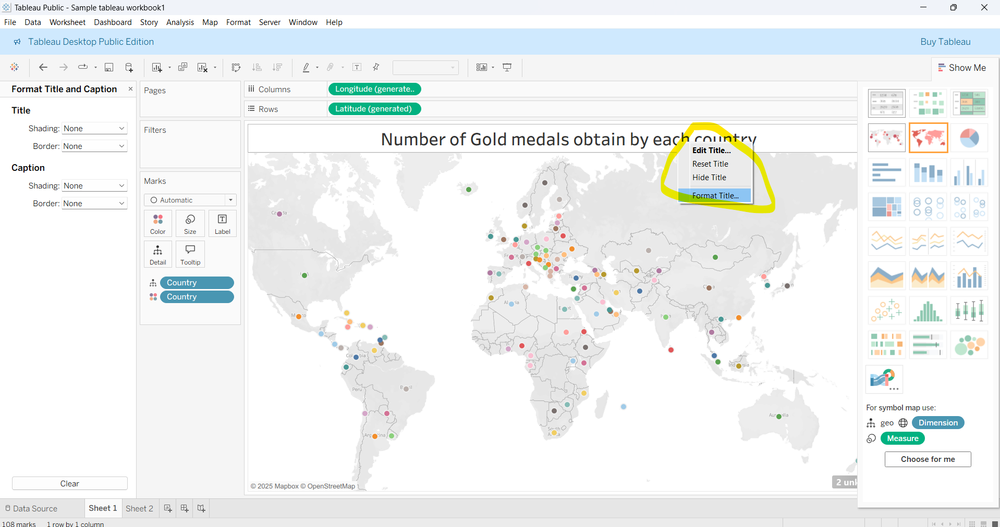 Tableau Public - Sample tableau workbook1
File Data Worksheet Dashboard Story Analysis Map Format Server Window Help
Tableau Desktop Public Edition
Buy Tableau
Show Me
Format Title and Caption
Title
Shading: None
Border: None
Caption
Shading: None
Border: None
Clear
Pages
Filters
Marks
Automatic
Color Size Label
Detail Tooltip
Country
Country
Columns Longitude (generate..
Rows Latitude (generated)
Number of Gold medals obtain by each country
Edit Title...
Reset Title
Hide Title
Format Title...
Peru
South
© 2025 Mapbox © OpenStreetMap
2 unk
For symbol map use:
geo Dimension
Measure
Choose for me
Data Source Sheet 1 Sheet 2
108 marks 1 row by 1 column